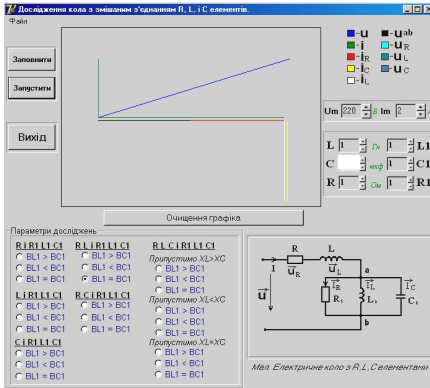 Дослідження кола з змішаним з'єднанням R, L, і С елементів.
Файл
Заповнити
Запустити
Вихід
-u
-i
-iR
-iC
-iL
-uab
-uR
-uL
-uC
Um 220 В Im 2
L 1 Гн 1 L1
C мкф 1 C1
R 1 Ом 1 R1
Очищення графіка
Параметри досліджень
R i R1 L1 C1
BL1 > BC1
BL1 < BC1
BL1 = BC1
L i R1 L1 C1
BL1 > BC1
BL1 < BC1
BL1 = BC1
C i R1 L1 C1
BL1 > BC1
BL1 < BC1
BL1 = BC1
R L i R1 L1 C1
BL1 > BC1
BL1 < BC1
BL1 = BC1
R C i R1 L1 C1
BL1 > BC1
BL1 < BC1
BL1 = BC1
R L C i R1 L1 C1
Припустимо XL>XC
BL1 > BC1
BL1 < BC1
BL1 = BC1
Припустимо XL<XC
BL1 > BC1
BL1 < BC1
BL1 = BC1
Припустимо XL=XC
BL1 > BC1
BL1 < BC1
BL1 = BC1
R L
I uR uL a
u IR IL IC
R1 L1 C1
b
Мал. Електричне коло з R,L,C елементами